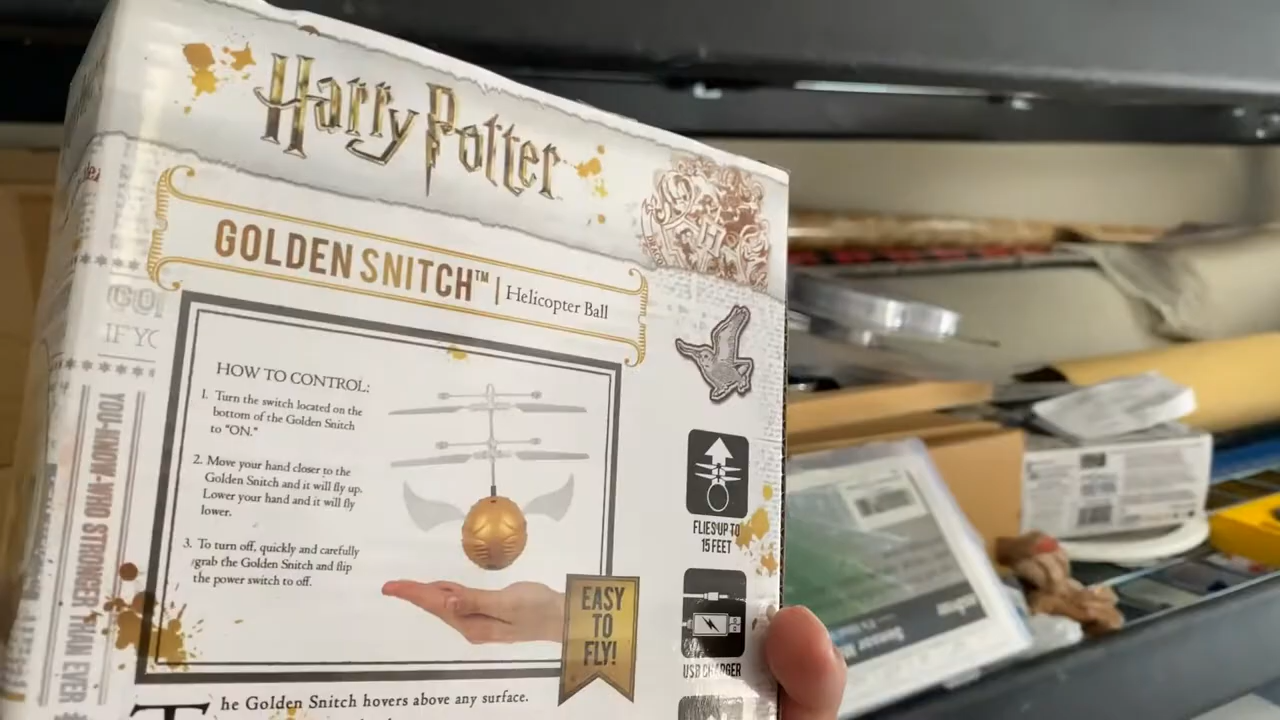 Harry Potter
GOLDEN SNITCH™ | Helicopter Ball
IF YO
YOU-KNOW-WHO STRONGER THAN EVER
HOW TO CONTROL:
1. Turn the switch located on the
bottom of the Golden Snitch
to "ON."
2. Move your hand closer to the
Golden Snitch and it will fly up.
Lower your hand and it will fly
lower.
3. To turn off, quickly and carefully
grab the Golden Snitch and flip
the power switch to off.
EASY
TO
FLY!
FLIES UP TO
15 FEET
USB CHARGER
The Golden Snitch hovers above any surface.